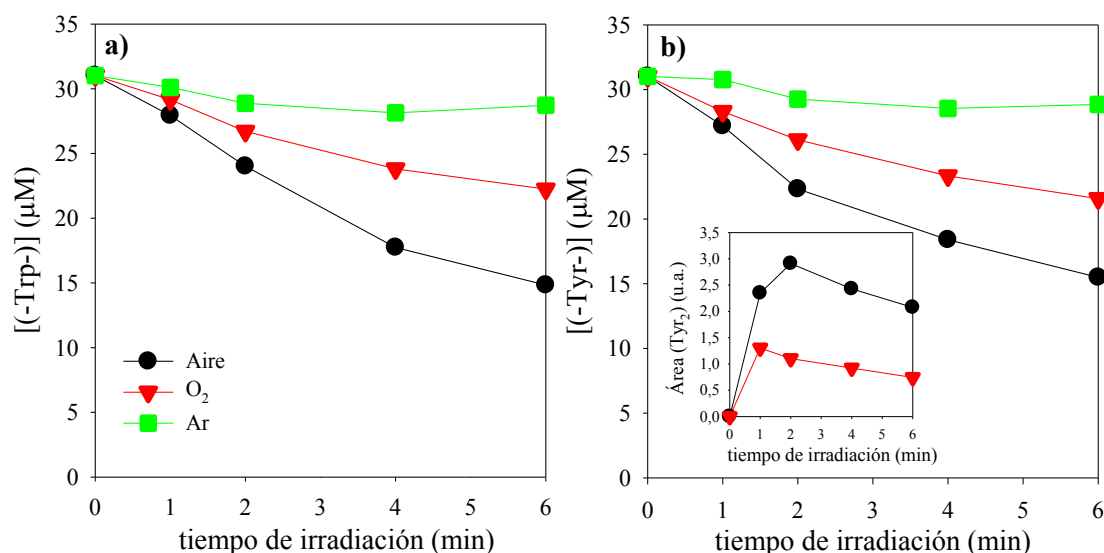 a)
35
30
25
20
15
10
5
0
[(-Trp-)] (μM)
Aire
O₂
Ar
0 1 2 3 4 5 6
tiempo de irradiación (min)
b)
35
30
25
20
15
10
5
0
[(-Tyr-)] (μM)
3,5
3,0
2,5
2,0
1,5
1,0
0,5
0,0
Área (Tyr₂) (u.a.)
0 1 2 3 4 6
tiempo de irradiación (min)
0 1 2 3 4 5 6
tiempo de irradiación (min)